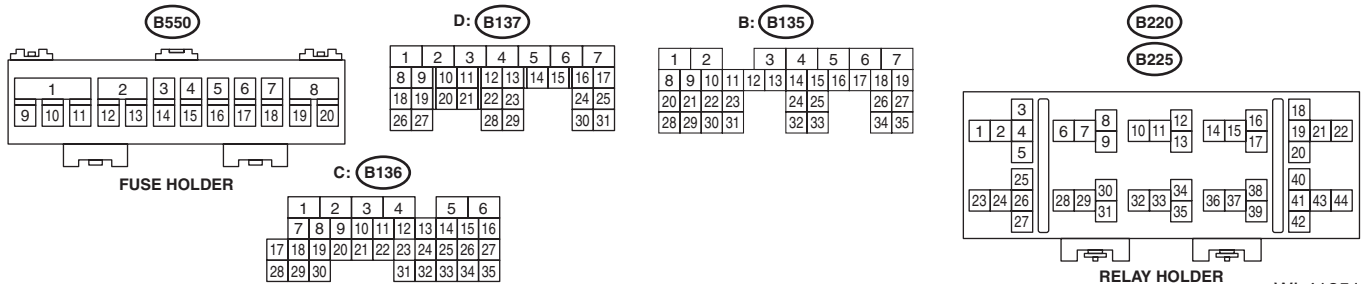 B550
1 2 3 4 5 6 7 8
9 10 11 12 13 14 15 16 17 18 19 20
FUSE HOLDER
D: B137
1 2 3 4 5 6 7
8 9 10 11 12 13 14 15 16 17
18 19 20 21 22 23 24 25
26 27 28 29 30 31
C: B136
1 2 3 4 5 6
7 8 9 10 11 12 13 14 15 16
17 18 19 20 21 22 23 24 25 26 27
28 29 30 31 32 33 34 35
B: B135
1 2 3 4 5 6 7
8 9 10 11 12 13 14 15 16 17 18 19
20 21 22 23 24 25 26 27
28 29 30 31 32 33 34 35
B220
B225
3 8 12 16 18
1 2 4 6 7 10 11 14 15 19 21 22
5 9 13 17 20
25 30 34 38 40
23 24 26 28 29 32 33 36 37 41 43 44
27 31 35 39 42
RELAY HOLDER